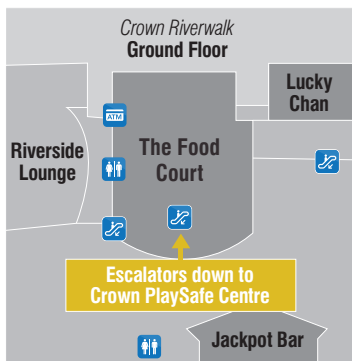 Crown Riverwalk
Ground Floor
Lucky
Chan
ATM
Riverside
Lounge
The Food
Court
Escalators down to
Crown PlaySafe Centre
Jackpot Bar